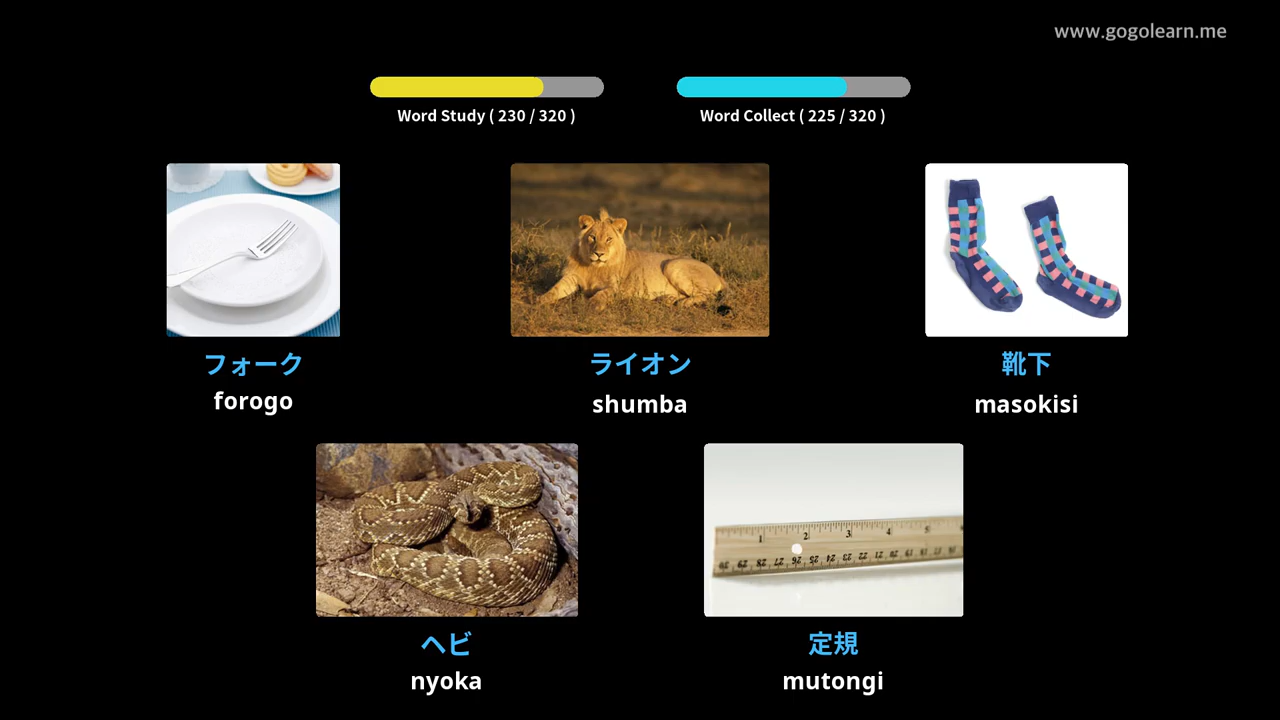 www.gogolearn.me
Word Study ( 230 / 320 )
Word Collect ( 225 / 320 )
フォーク
forogo
ライオン
shumba
靴下
masokisi
ヘビ
nyoka
定規
mutongi